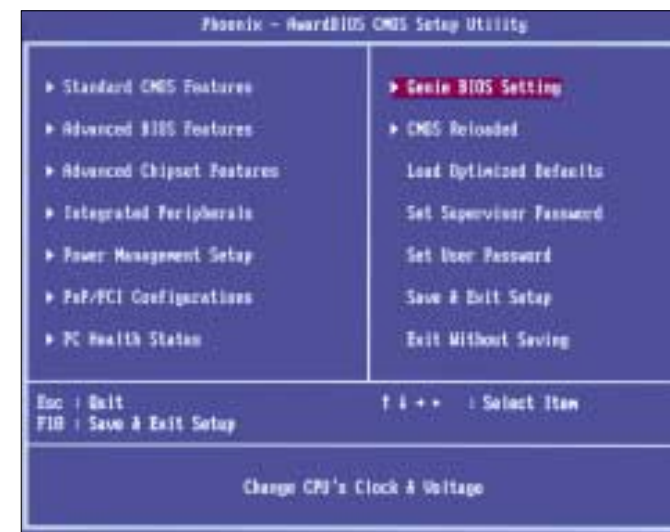 Phoenix - AwardBIOS CMOS Setup Utility
▶ Standard CMOS Features
▶ Advanced BIOS Features
▶ Advanced Chipset Features
▶ Integrated Peripherals
▶ Power Management Setup
▶ PnP/PCI Configurations
▶ PC Health Status
▶ Genie BIOS Setting
▶ CMOS Reloaded
Load Optimized Defaults
Set Supervisor Password
Set User Password
Save & Exit Setup
Exit Without Saving
Esc : Quit
F10 : Save & Exit Setup
↑ ↓ → ← : Select Item
Change CPU's Clock & Voltage